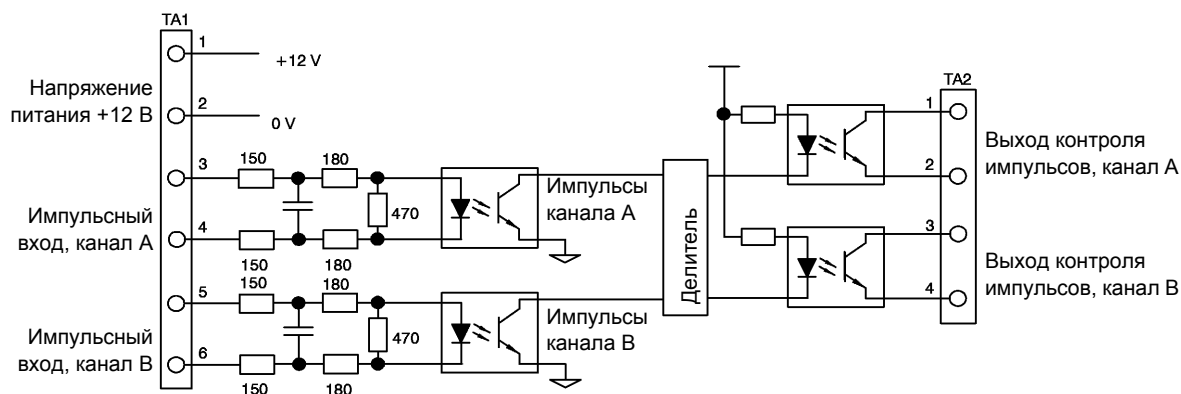 TA1
1
+12 V
Напряжение
питания +12 В
2
0 V
3
150
180
Импульсный
вход, канал A
470
4
150
180
Импульсы
канала A
5
150
180
Импульсный
вход, канал B
470
6
150
180
Импульсы
канала B
Делитель
TA2
1
2
Выход контроля
импульсов, канал A
3
4
Выход контроля
импульсов, канал B